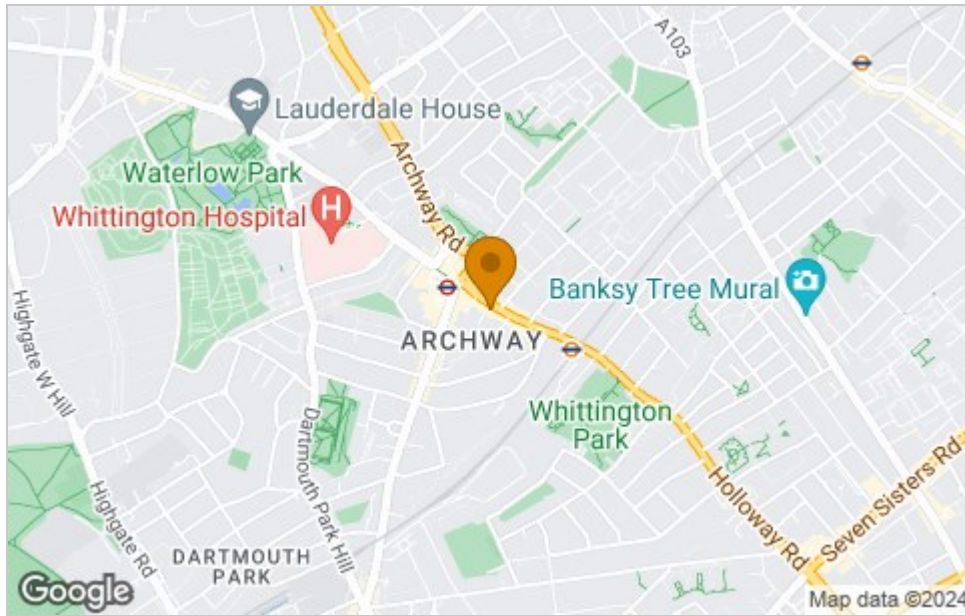 A103
Lauderdale House
Waterlow Park
Archway Rd
Whittington Hospital
H
Banksy Tree Mural
ARCHWAY
Highgate W Hill
Whittington
Park
Dartmouth Park Hill
Holloway Rd
Seven Sisters Rd
Highgate Rd
DARTMOUTH
PARK
Google
Map data ©2024